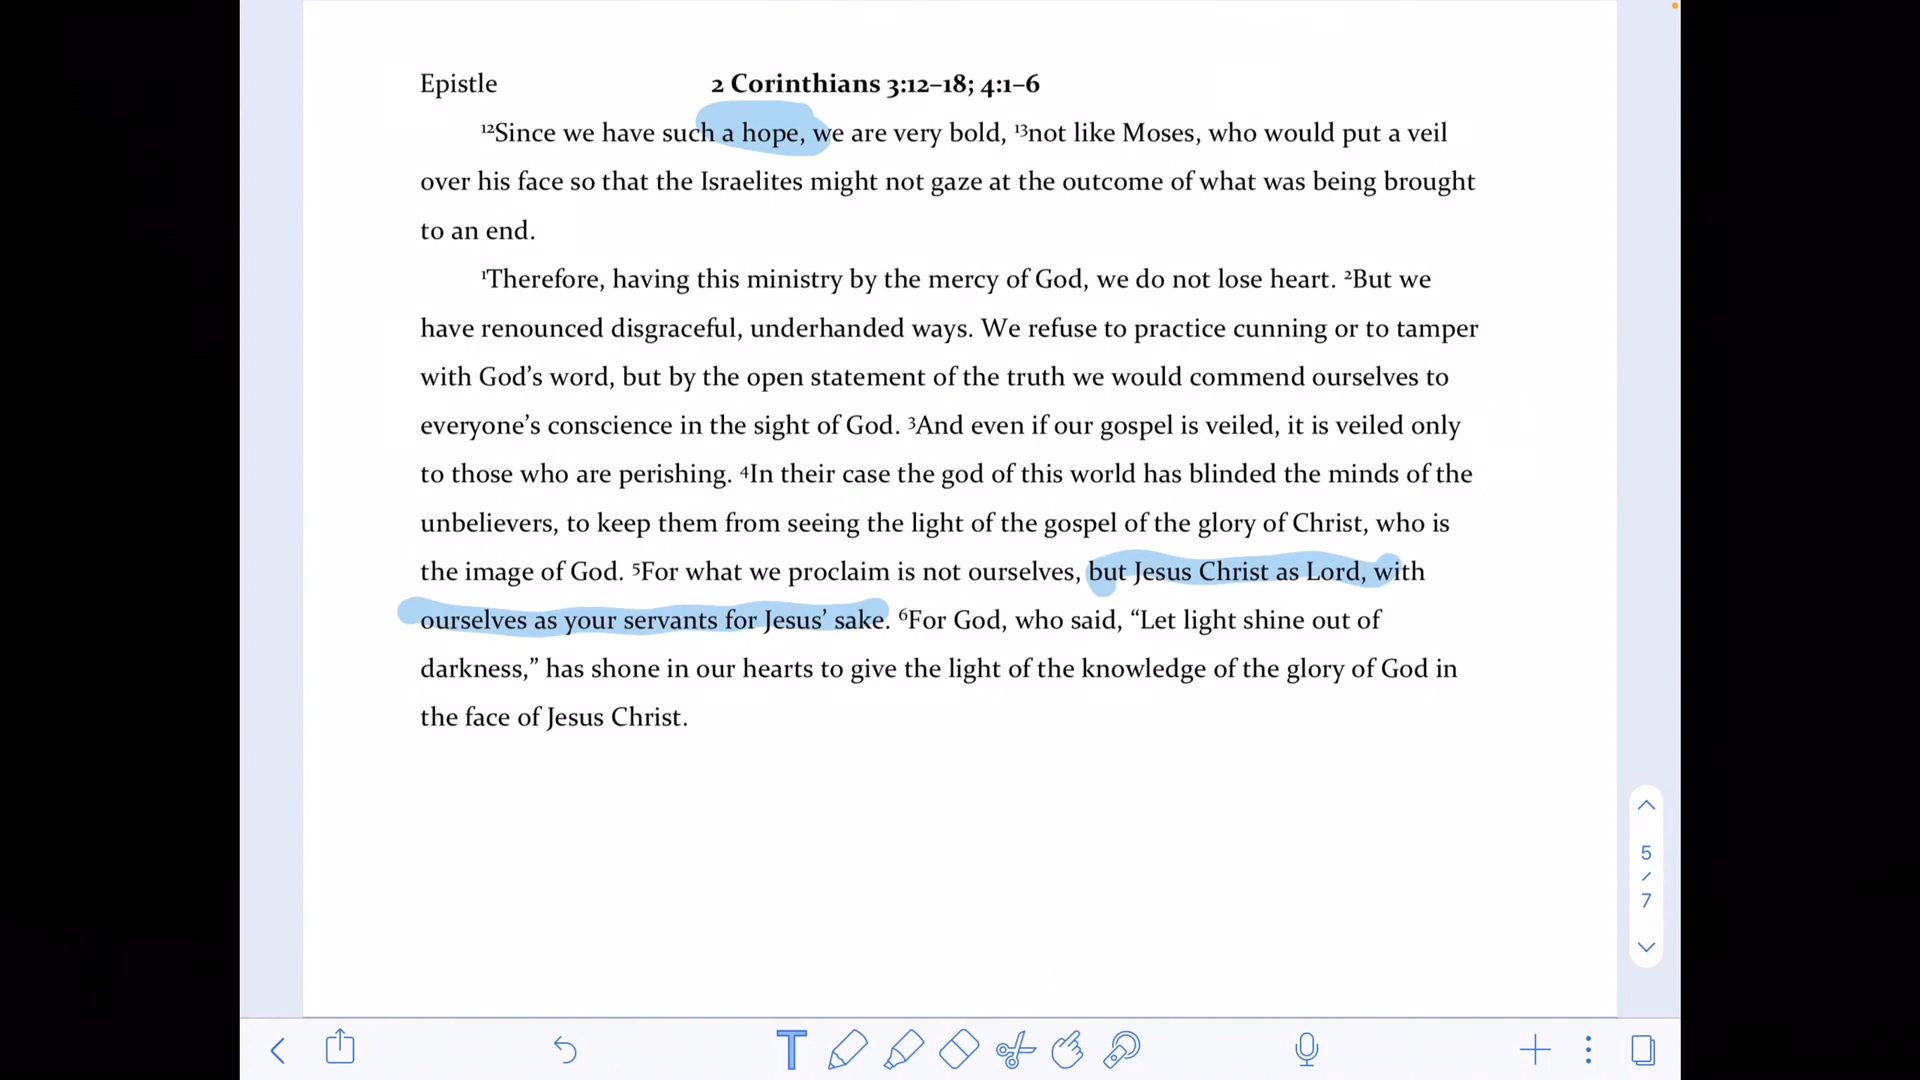 Epistle 2 Corinthians 3:12–18; 4:1–6
¹²Since we have such a hope, we are very bold, ¹³not like Moses, who would put a veil
over his face so that the Israelites might not gaze at the outcome of what was being brought
to an end.
¹Therefore, having this ministry by the mercy of God, we do not lose heart. ²But we
have renounced disgraceful, underhanded ways. We refuse to practice cunning or to tamper
with God’s word, but by the open statement of the truth we would commend ourselves to
everyone’s conscience in the sight of God. ³And even if our gospel is veiled, it is veiled only
to those who are perishing. ⁴In their case the god of this world has blinded the minds of the
unbelievers, to keep them from seeing the light of the gospel of the glory of Christ, who is
the image of God. ⁵For what we proclaim is not ourselves, but Jesus Christ as Lord, with
ourselves as your servants for Jesus’ sake. ⁶For God, who said, “Let light shine out of
darkness,” has shone in our hearts to give the light of the knowledge of the glory of God in
the face of Jesus Christ.
5
/
7
T